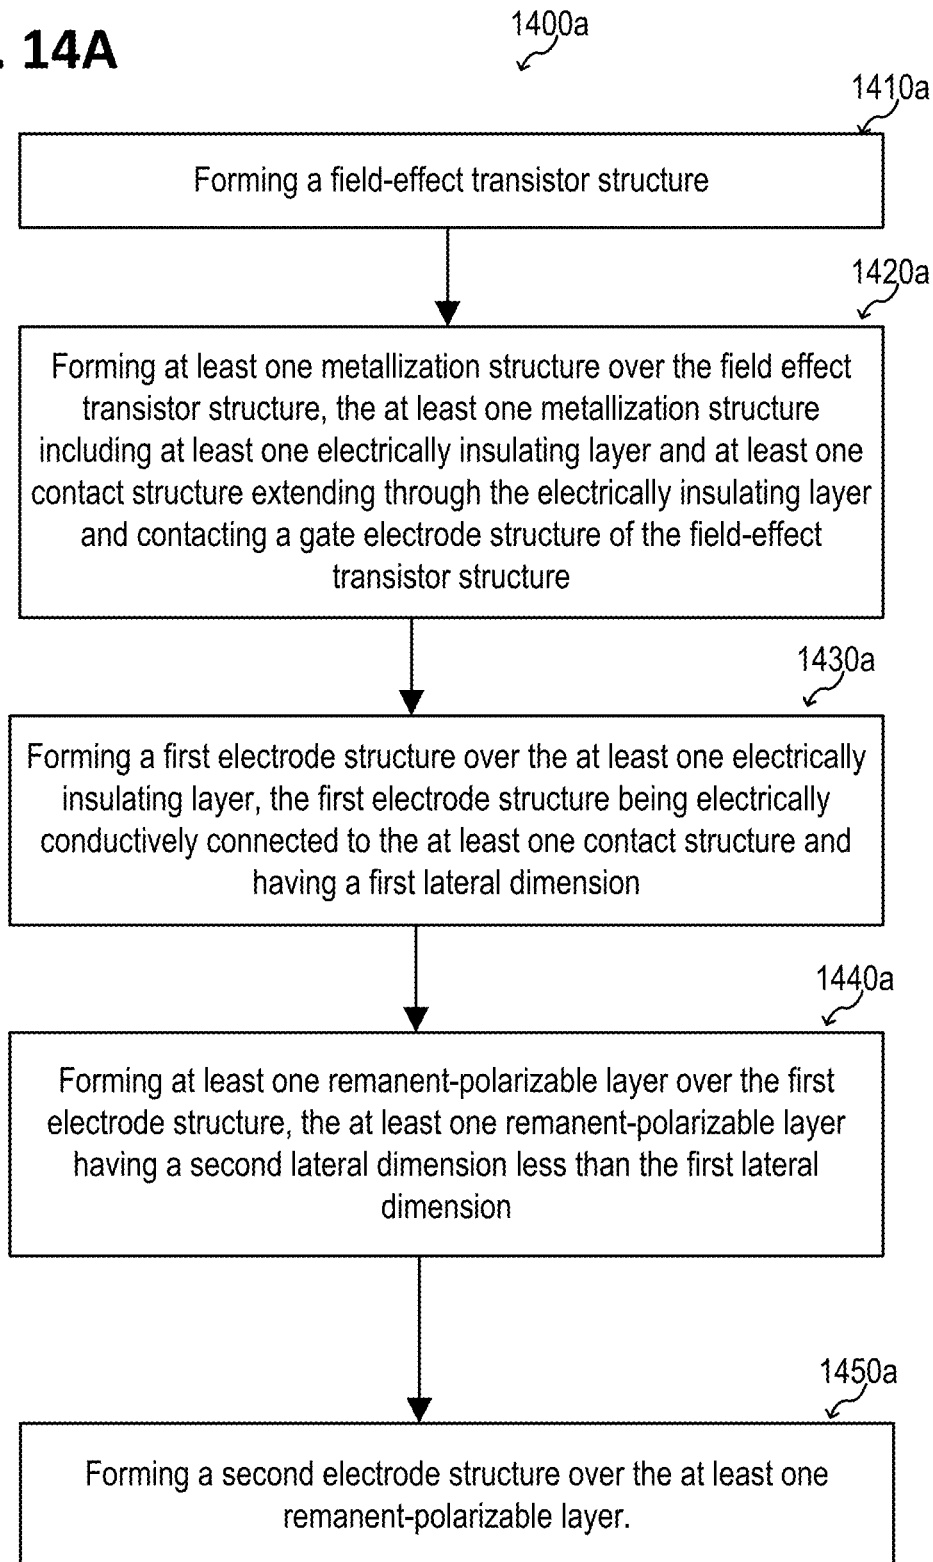 . 14A
1400a
1410a
Forming a field-effect transistor structure
1420a
Forming at least one metallization structure over the field effect
transistor structure, the at least one metallization structure
including at least one electrically insulating layer and at least one
contact structure extending through the electrically insulating layer
and contacting a gate electrode structure of the field-effect
transistor structure
1430a
Forming a first electrode structure over the at least one electrically
insulating layer, the first electrode structure being electrically
conductively connected to the at least one contact structure and
having a first lateral dimension
1440a
Forming at least one remanent-polarizable layer over the first
electrode structure, the at least one remanent-polarizable layer
having a second lateral dimension less than the first lateral
dimension
1450a
Forming a second electrode structure over the at least one
remanent-polarizable layer.